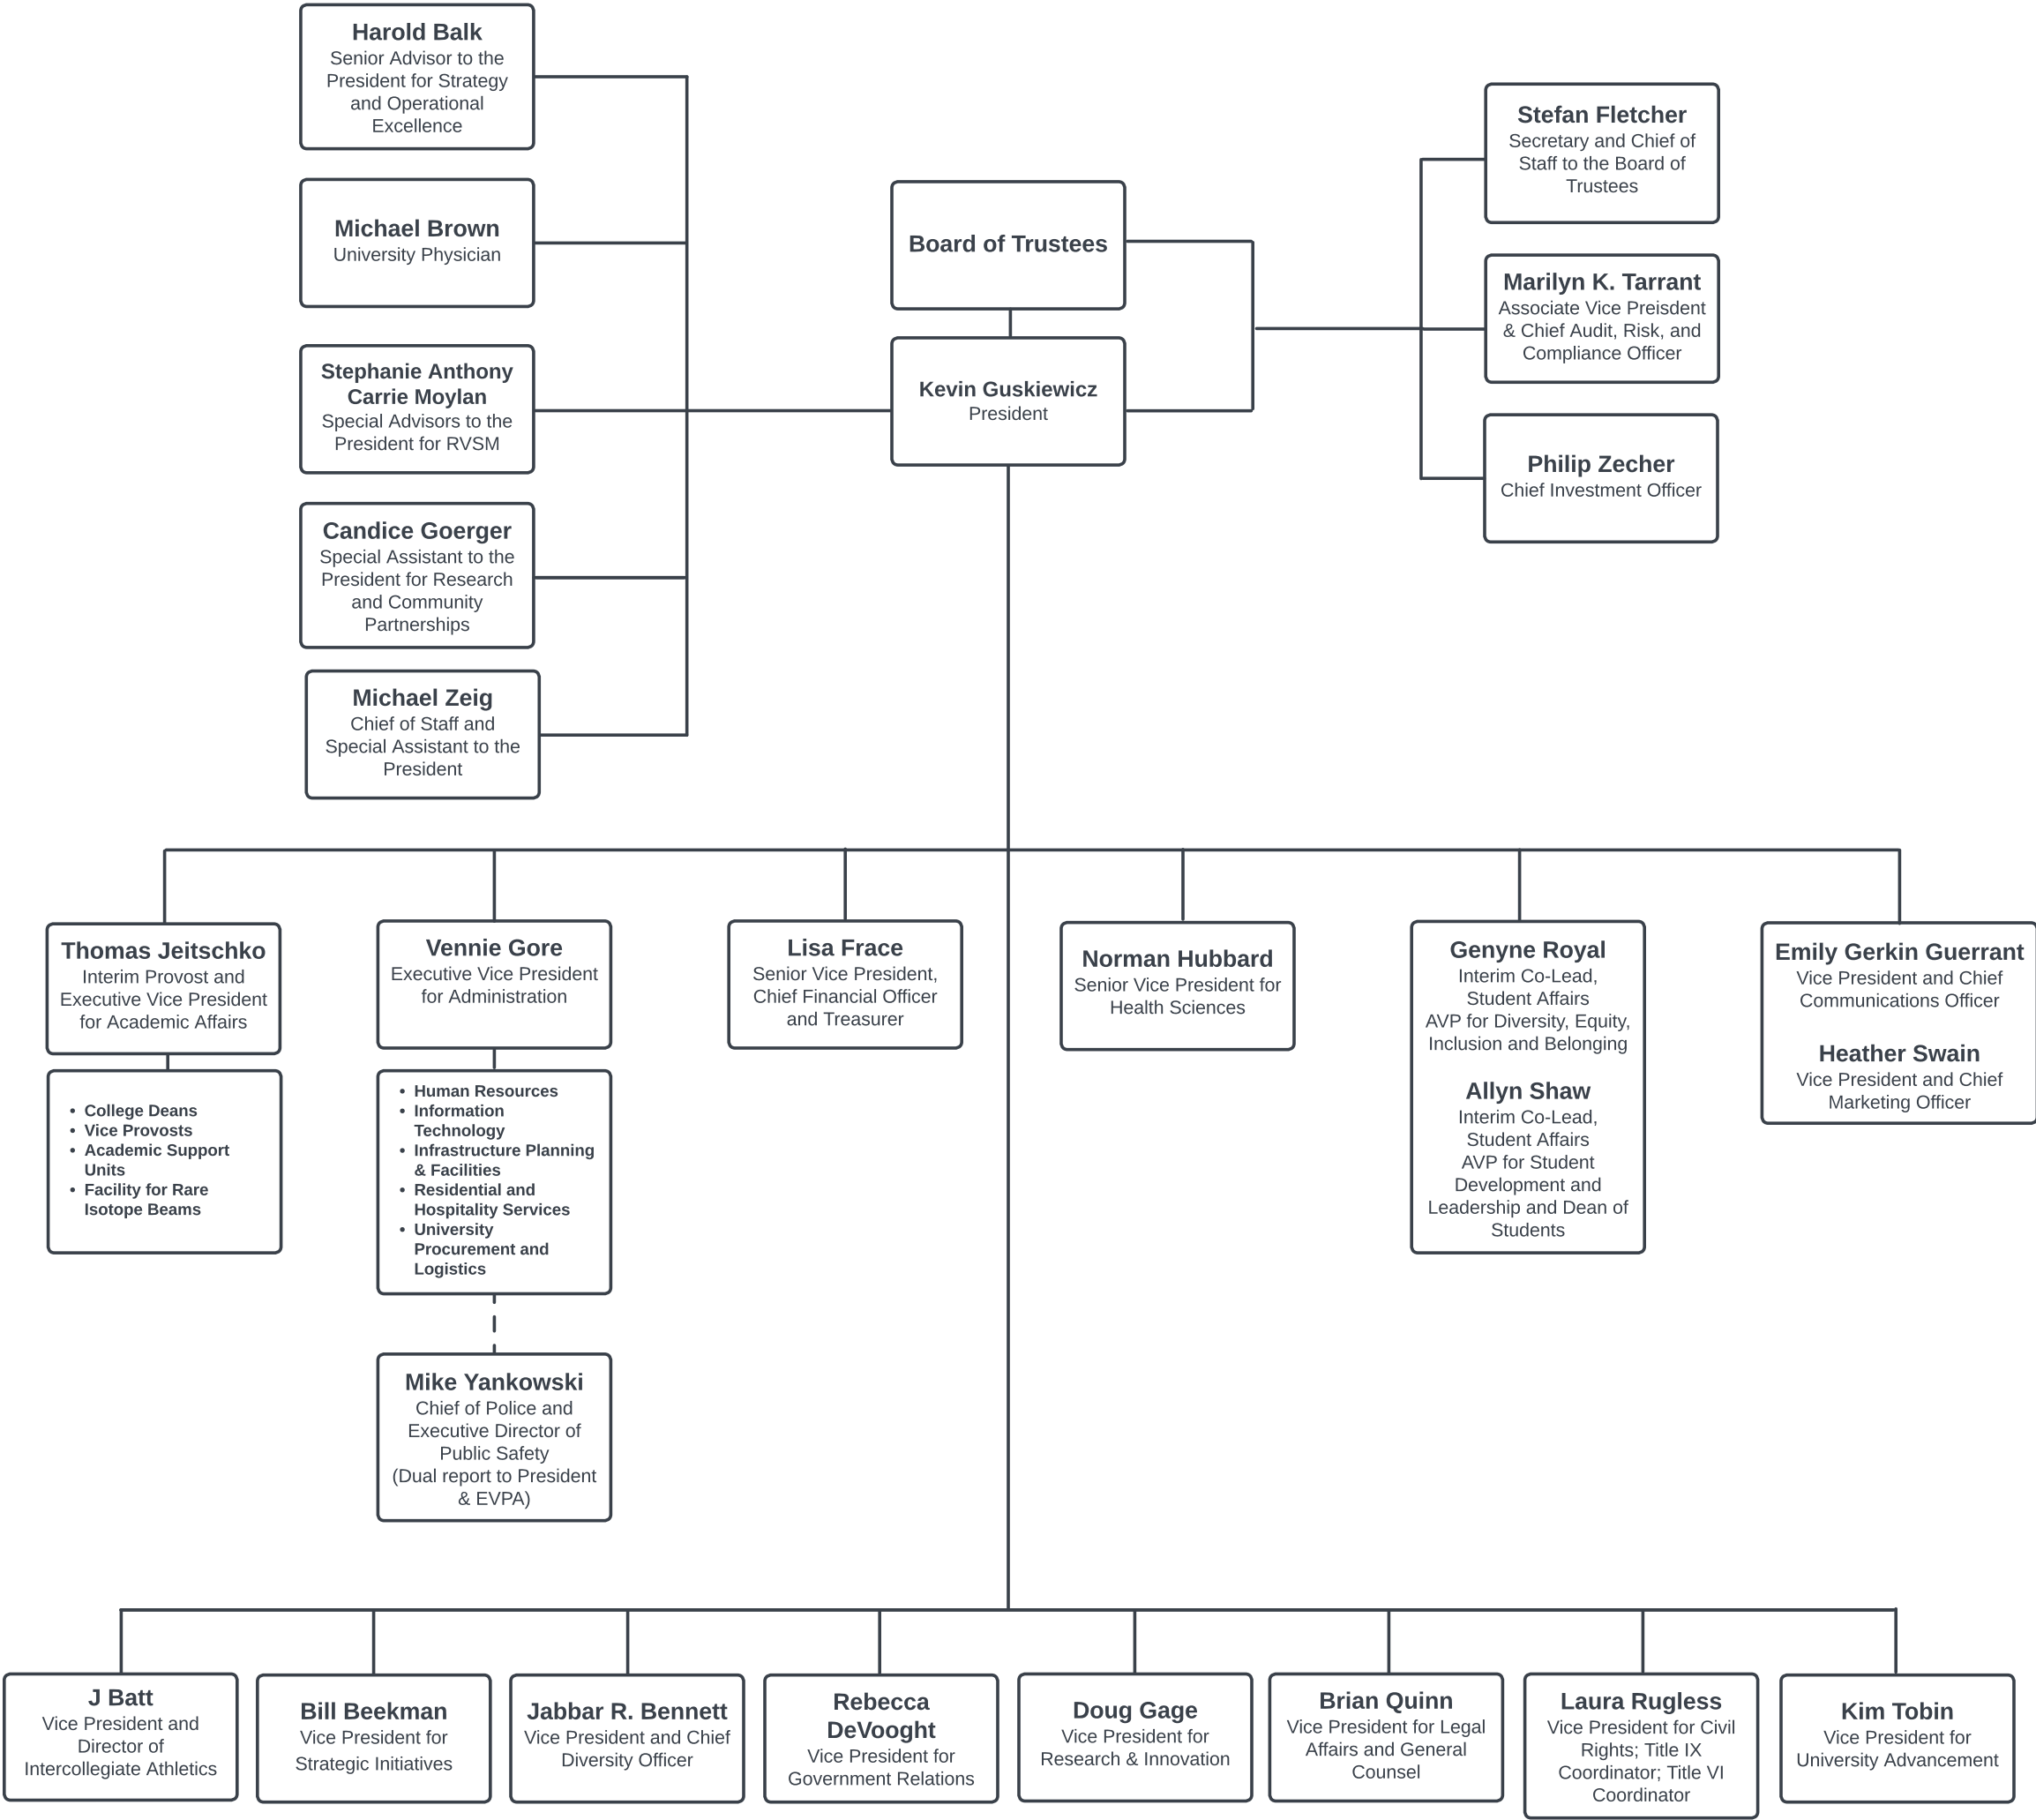 Harold Balk
Senior Advisor to the
President for Strategy
and Operational
Excellence
Michael Brown
University Physician
Stephanie Anthony
Carrie Moylan
Special Advisors to the
President for RVSM
Candice Goerger
Special Assistant to the
President for Research
and Community
Partnerships
Michael Zeig
Chief of Staff and
Special Assistant to the
President
Board of Trustees
Kevin Guskiewicz
President
Stefan Fletcher
Secretary and Chief of
Staff to the Board of
Trustees
Marilyn K. Tarrant
Associate Vice Preisdent
& Chief Audit, Risk, and
Compliance Officer
Philip Zecher
Chief Investment Officer
Thomas Jeitschko
Interim Provost and
Executive Vice President
for Academic Affairs
• College Deans
• Vice Provosts
• Academic Support
Units
• Facility for Rare
Isotope Beams
Vennie Gore
Executive Vice President
for Administration
• Human Resources
• Information
Technology
• Infrastructure Planning
& Facilities
• Residential and
Hospitality Services
• University
Procurement and
Logistics
Mike Yankowski
Chief of Police and
Executive Director of
Public Safety
(Dual report to President
& EVPA)
Lisa Frace
Senior Vice President,
Chief Financial Officer
and Treasurer
Norman Hubbard
Senior Vice President for
Health Sciences
Genyne Royal
Interim Co-Lead,
Student Affairs
AVP for Diversity, Equity,
Inclusion and Belonging
Allyn Shaw
Interim Co-Lead,
Student Affairs
AVP for Student
Development and
Leadership and Dean of
Students
Emily Gerkin Guerrant
Vice President and Chief
Communications Officer
Heather Swain
Vice President and Chief
Marketing Officer
J Batt
Vice President and
Director of
Intercollegiate Athletics
Bill Beekman
Vice President for
Strategic Initiatives
Jabbar R. Bennett
Vice President and Chief
Diversity Officer
Rebecca
DeVooght
Vice President for
Government Relations
Doug Gage
Vice President for
Research & Innovation
Brian Quinn
Vice President for Legal
Affairs and General
Counsel
Laura Rugless
Vice President for Civil
Rights; Title IX
Coordinator; Title VI
Coordinator
Kim Tobin
Vice President for
University Advancement